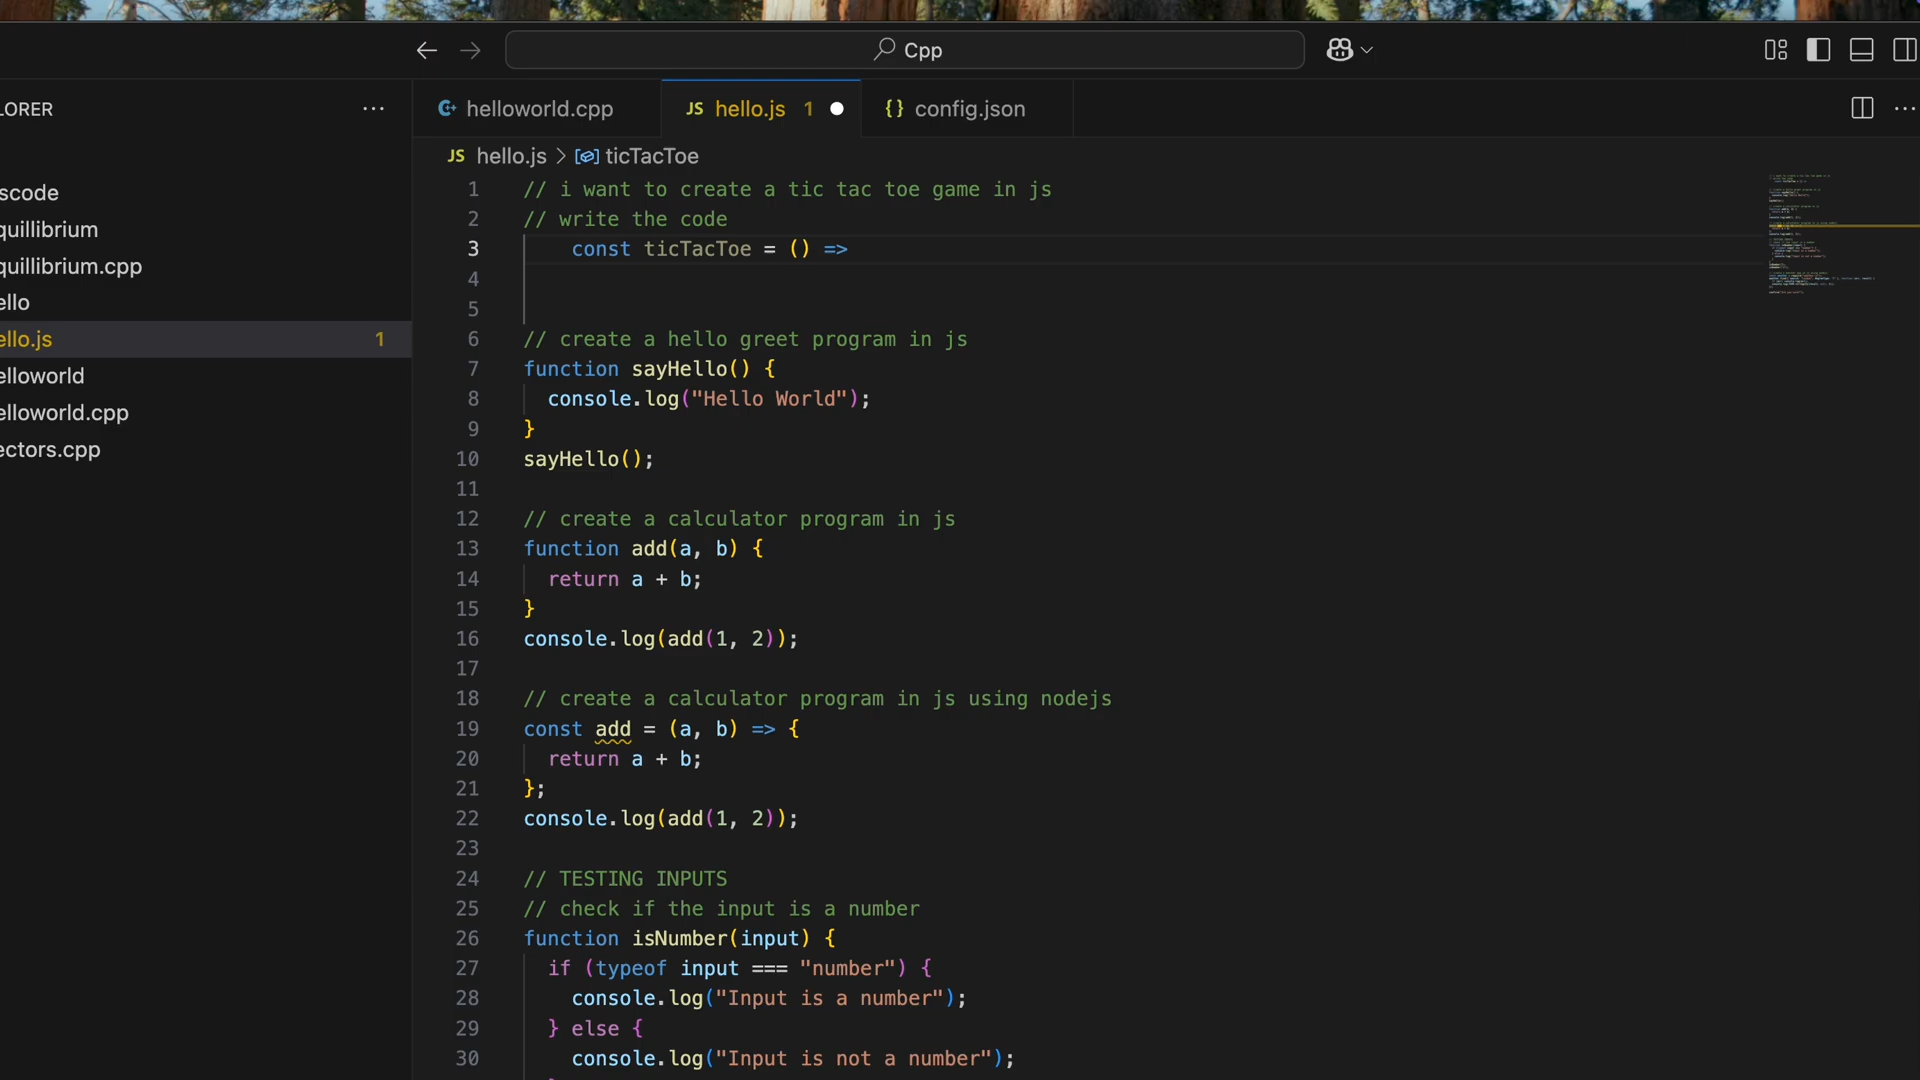 Cpp
LORER
helloworld.cpp
JS hello.js 1
{} config.json
JS hello.js > ticTacToe
scode
quillibrium
quillibrium.cpp
ello
ello.js 1
elloworld
elloworld.cpp
ectors.cpp
1 // i want to create a tic tac toe game in js
2 // write the code
3 const ticTacToe = () =>
4
5
6 // create a hello greet program in js
7 function sayHello() {
8 console.log("Hello World");
9 }
10 sayHello();
11
12 // create a calculator program in js
13 function add(a, b) {
14 return a + b;
15 }
16 console.log(add(1, 2));
17
18 // create a calculator program in js using nodejs
19 const add = (a, b) => {
20 return a + b;
21 };
22 console.log(add(1, 2));
23
24 // TESTING INPUTS
25 // check if the input is a number
26 function isNumber(input) {
27 if (typeof input === "number") {
28 console.log("Input is a number");
29 } else {
30 console.log("Input is not a number");